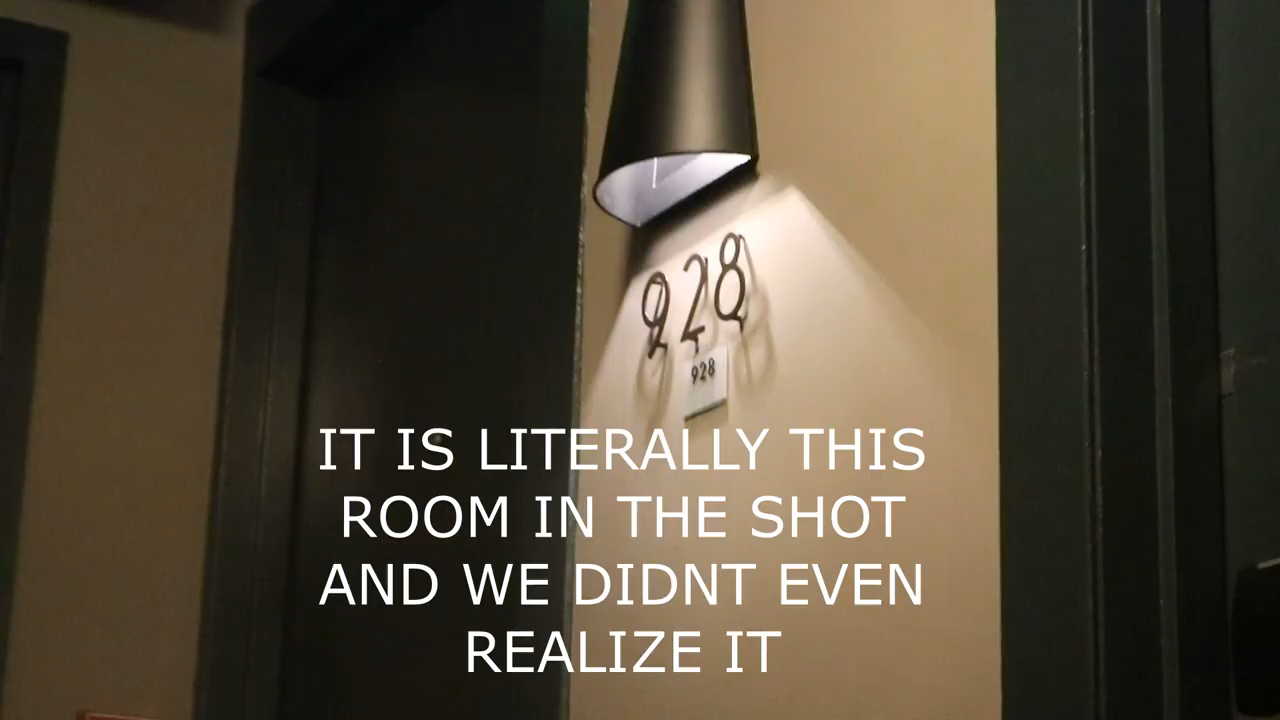 928
928
IT IS LITERALLY THIS
ROOM IN THE SHOT
AND WE DIDNT EVEN
REALIZE IT